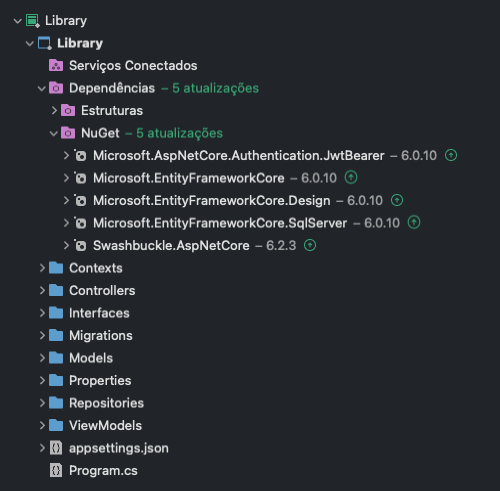 Library
Library
Serviços Conectados
Dependências – 5 atualizações
Estruturas
NuGet – 5 atualizações
Microsoft.AspNetCore.Authentication.JwtBearer – 6.0.10
Microsoft.EntityFrameworkCore – 6.0.10
Microsoft.EntityFrameworkCore.Design – 6.0.10
Microsoft.EntityFrameworkCore.SqlServer – 6.0.10
Swashbuckle.AspNetCore – 6.2.3
Contexts
Controllers
Interfaces
Migrations
Models
Properties
Repositories
ViewModels
appsettings.json
Program.cs